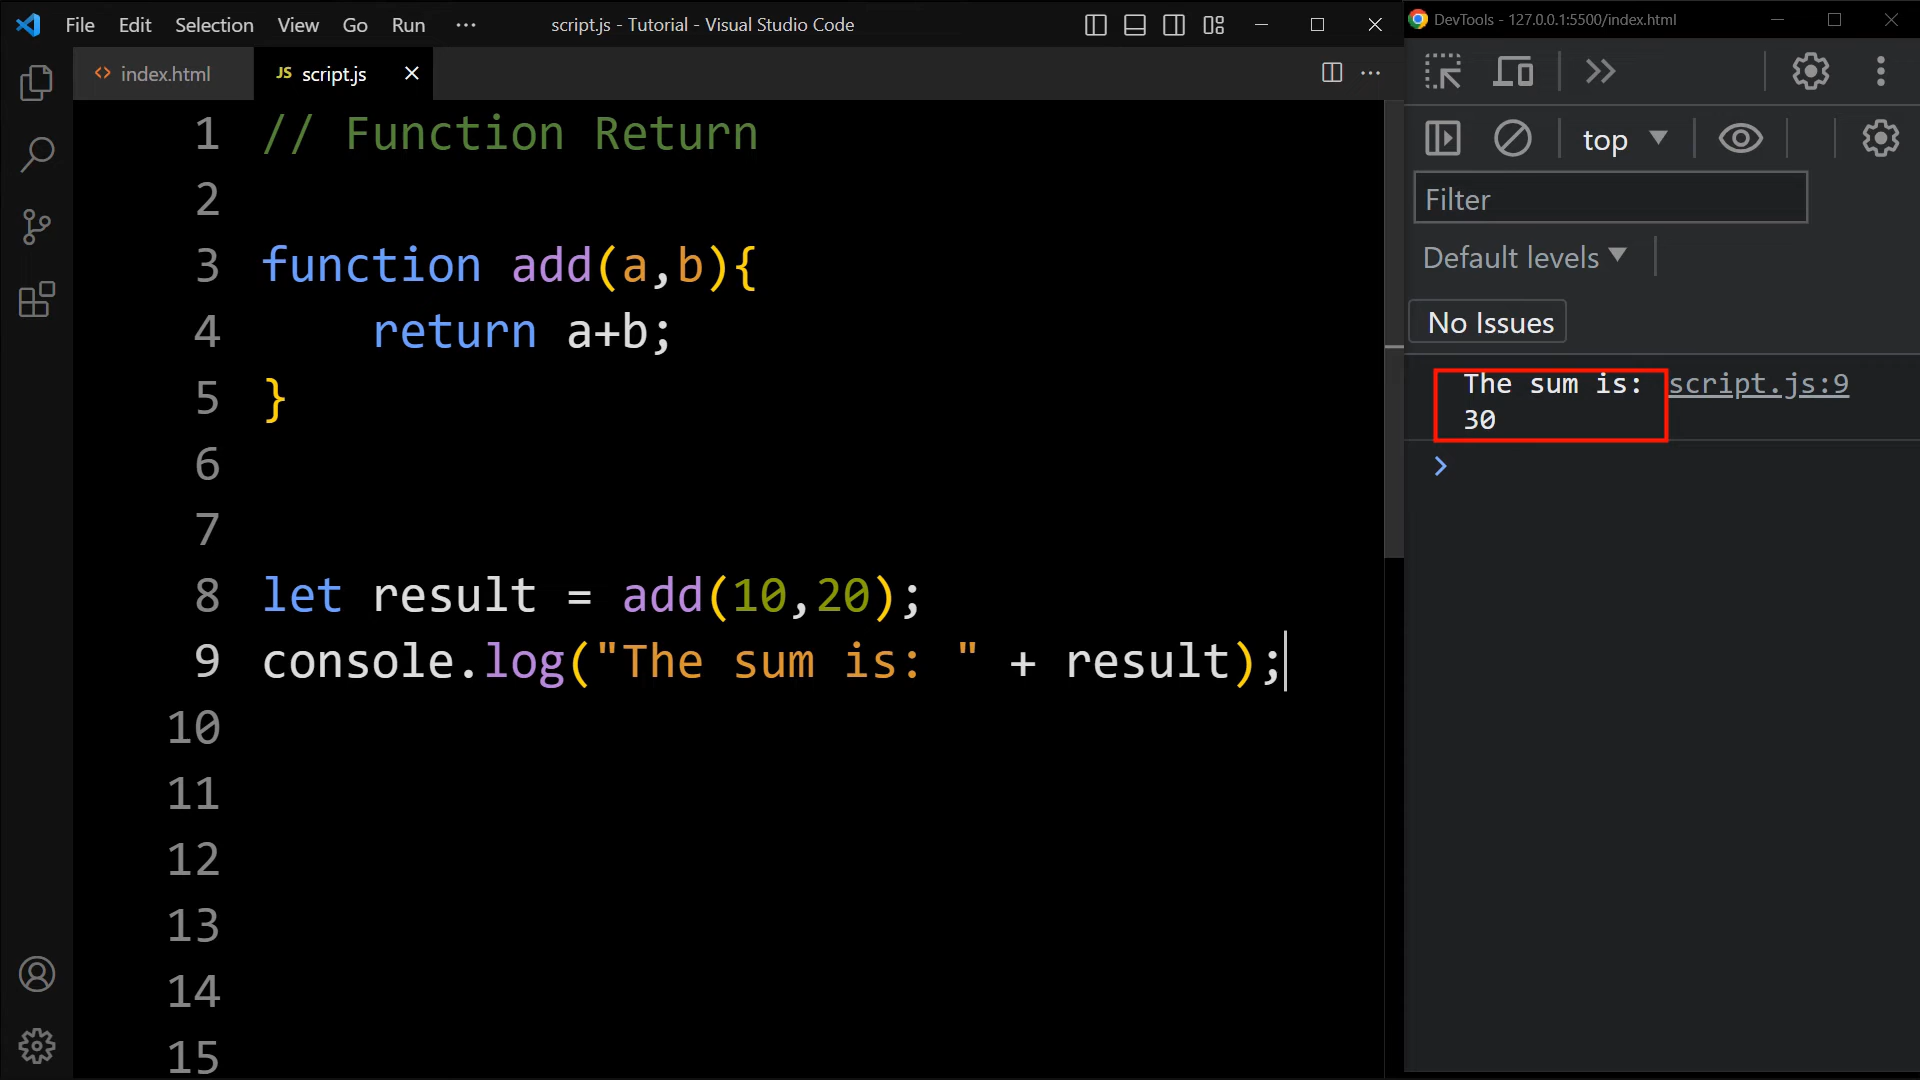 File Edit Selection View Go Run ··· script.js - Tutorial - Visual Studio Code
index.html JS script.js
1 // Function Return
2
3 function add(a,b){
4     return a+b;
5 }
6
7
8 let result = add(10,20);
9 console.log("The sum is: " + result);
10
11
12
13
14
15
DevTools - 127.0.0.1:5500/index.html
top
Filter
Default levels
No Issues
The sum is: script.js:9
30